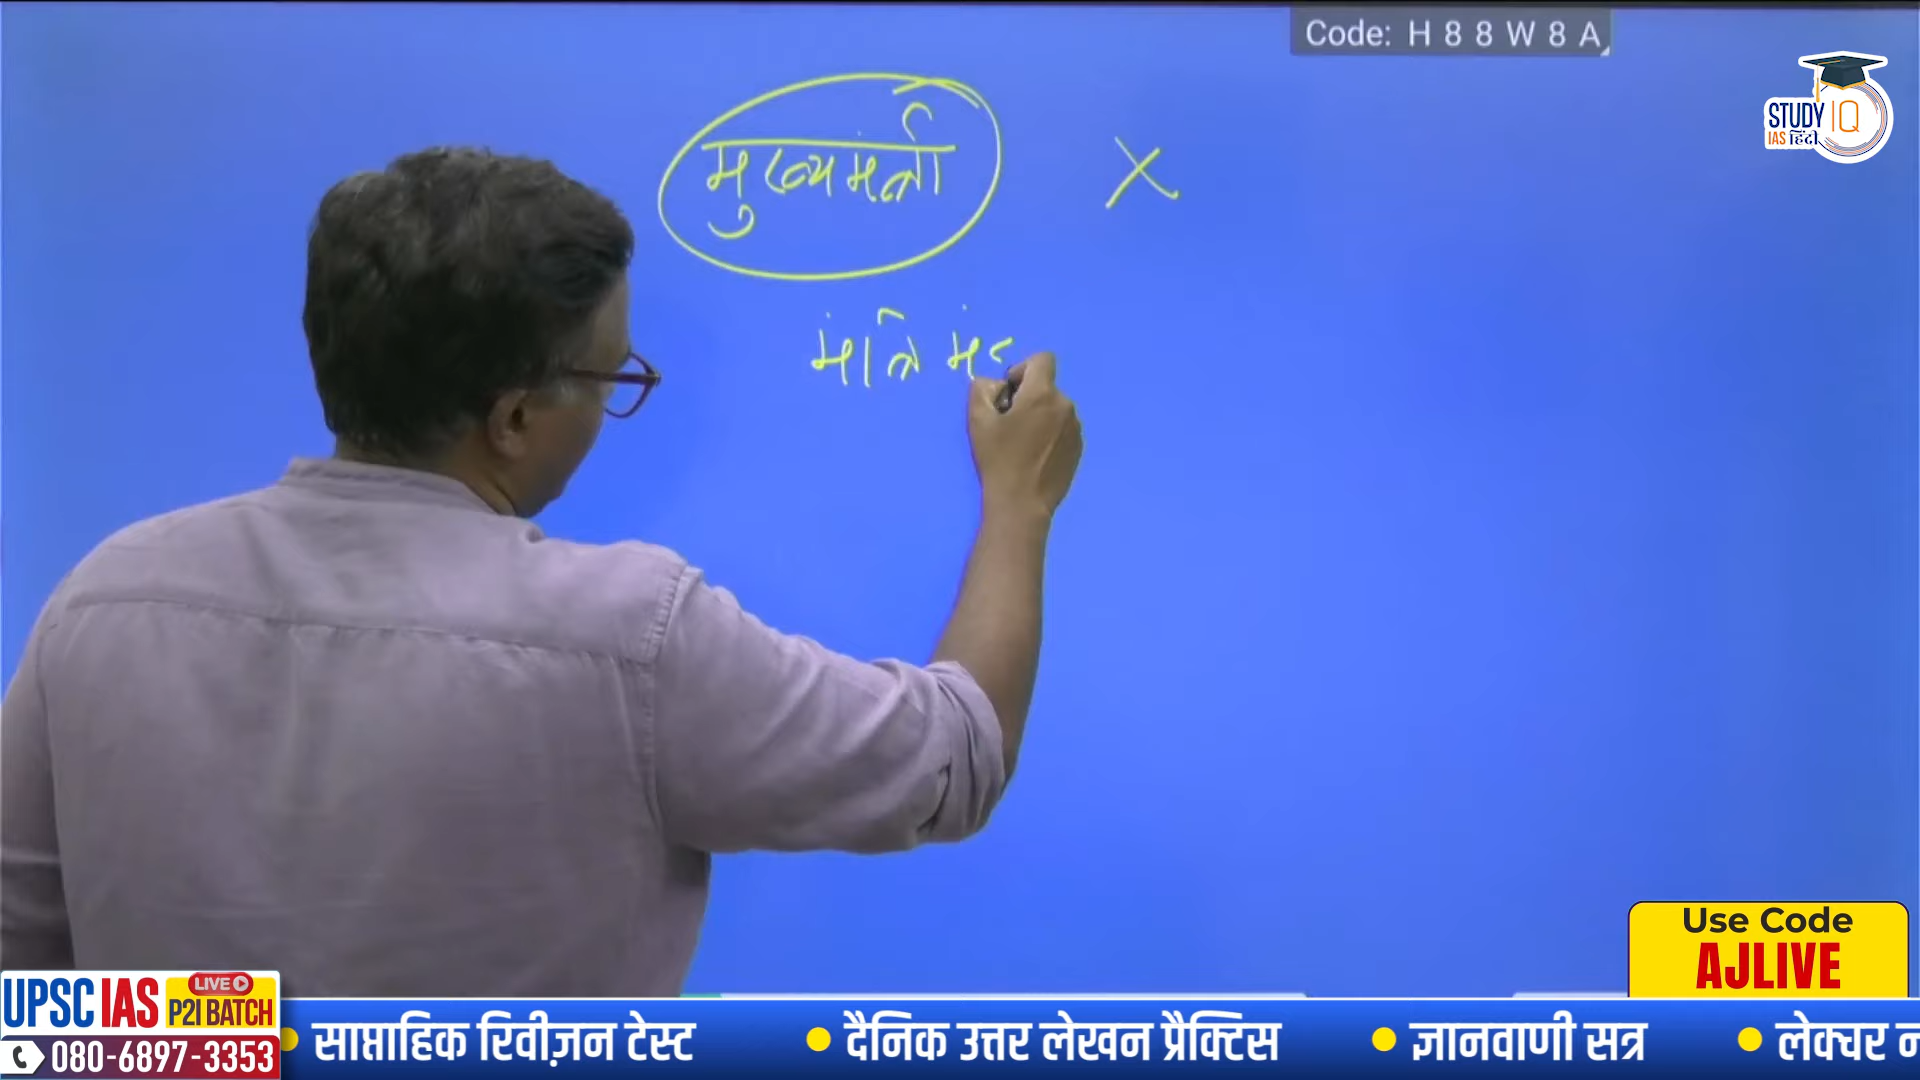 Code: H 8 8 W 8 A
STUDY IQ
IAS हिंदी
मुख्यमंत्री X
मंत्रि मं
Use Code
AJLIVE
UPSC IAS LIVE P2I BATCH
080-6897-3353
साप्ताहिक रिवीज़न टेस्ट दैनिक उत्तर लेखन प्रैक्टिस ज्ञानवाणी सत्र लेक्चर